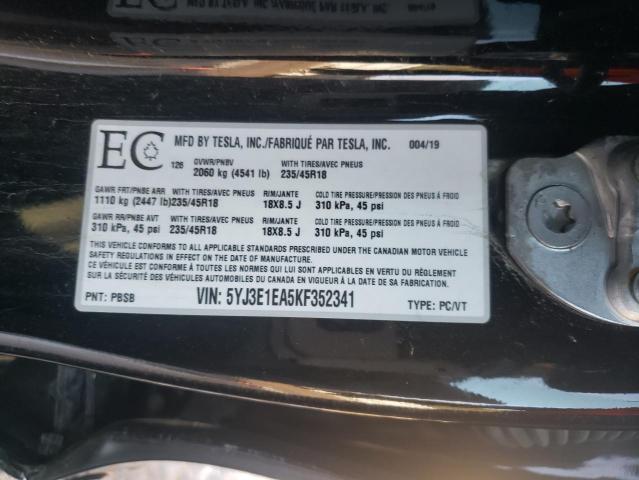 EC MFD BY TESLA, INC./FABRIQUÉ PAR TESLA, INC. 004/19
126 GVWR/PNBV WITH TIRES/AVEC PNEUS
2060 kg (4541 lb) 235/45R18
GAWR FRT/PNBE ARR WITH TIRES/AVEC PNEUS RIM/JANTE COLD TIRE PRESSURE/PRESSION DES PNEUS À FROID
1110 kg (2447 lb)235/45R18 18X8.5 J 310 kPa, 45 psi
GAWR RR/PNBE AVT WITH TIRES/AVEC PNEUS RIM/JANTE COLD TIRE PRESSURE/PRESSION DES PNEUS À FROID
310 kPa, 45 psi 235/45R18 18X8.5 J 310 kPa, 45 psi
THIS VEHICLE CONFORMS TO ALL APPLICABLE STANDARDS PRESCRIBED UNDER THE CANADIAN MOTOR VEHICLE
SAFETY REGULATIONS IN EFFECT ON THE DATE OF MANUFACTURE
CE VÉHICULE EST CONFORME À TOUTES LES NORMES QUI LUI SONT APPLICABLES EN VERTU DU RÈGLEMENT
SUR LA SÉCURITÉ DES VÉHICULES AUTOMOBILES DU CANADA EN VIGUEUR À LA DATE DE SA
FABRICATION
PNT: PBSB VIN: 5YJ3E1EA5KF352341 TYPE: PC/VT